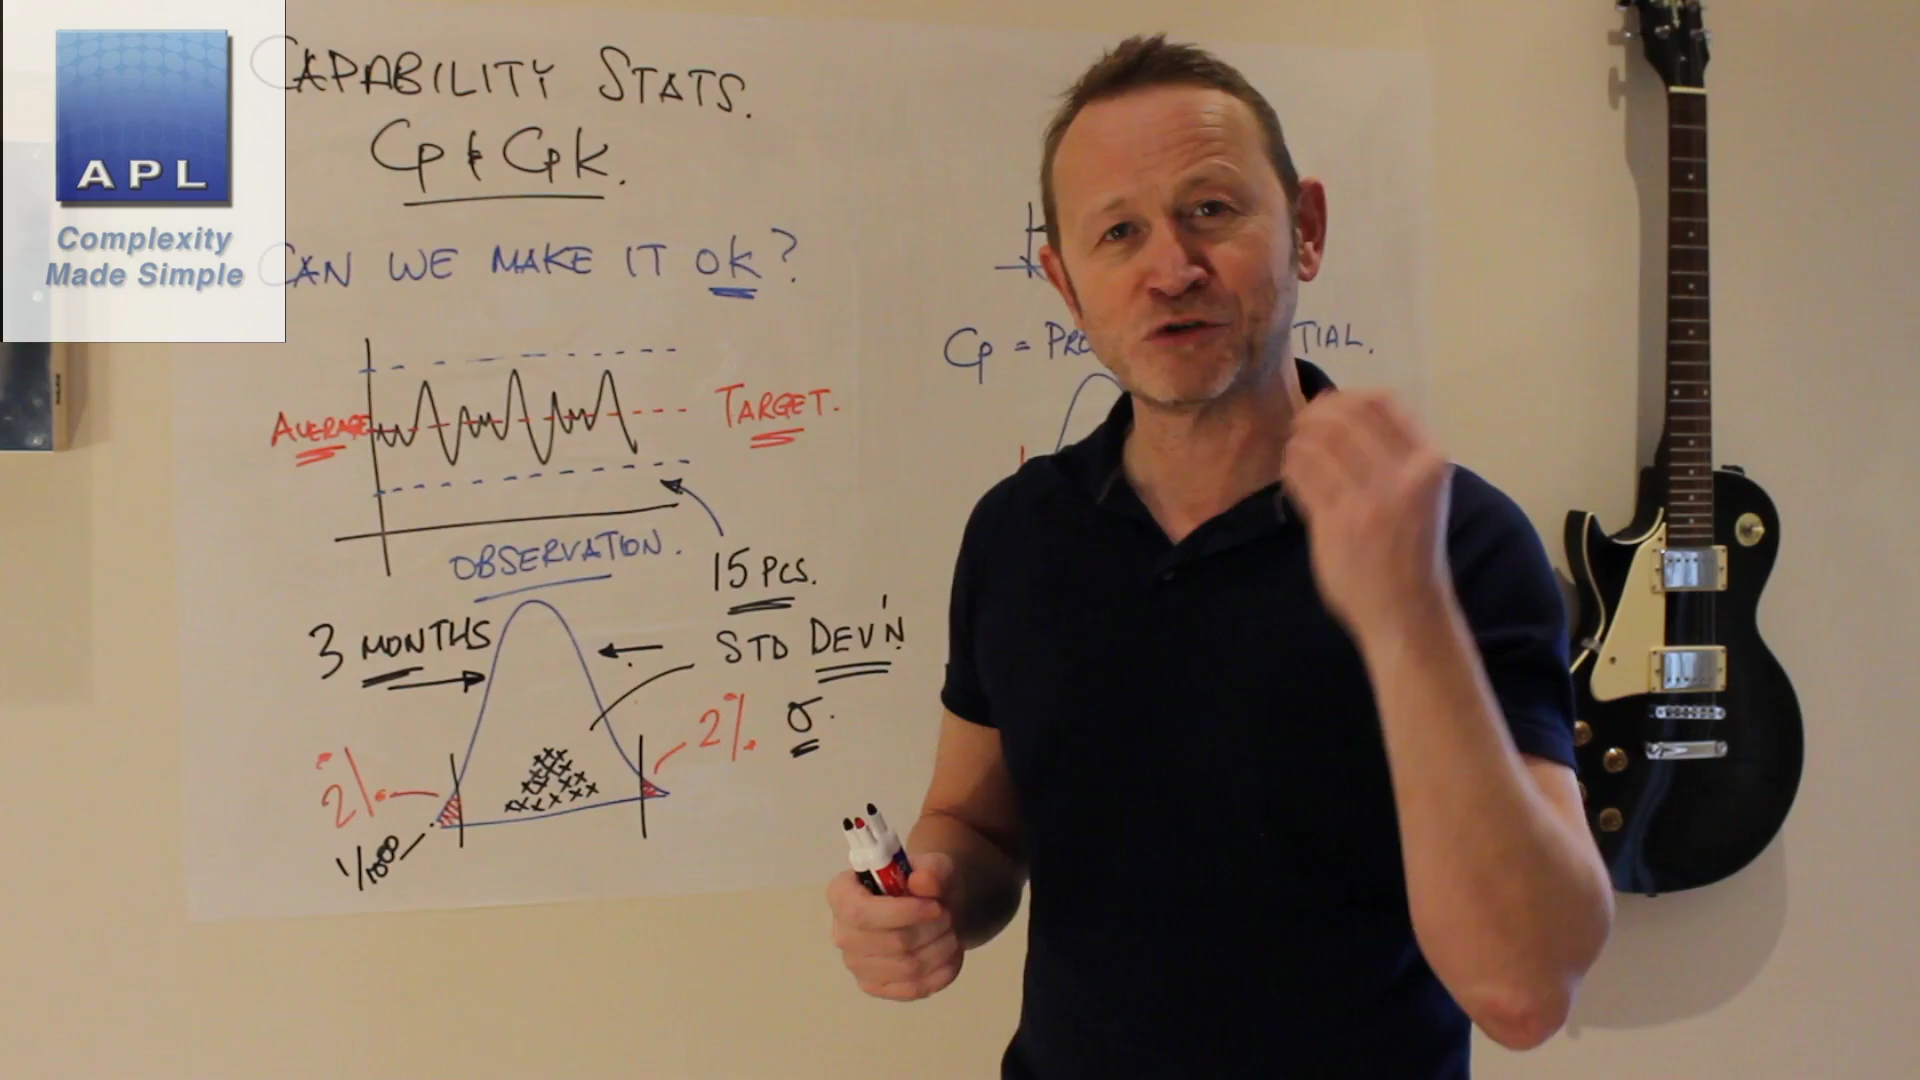 APL
Complexity
Made Simple
CAPABILITY STATS.
Cp & Cpk.
CAN WE MAKE IT OK?
AVERAGE
TARGET.
OBSERVATION.
15 PCS.
3 MONTHS
STD DEV'N
σ.
2%
2%
1/1000
Cp = PRO TIAL.